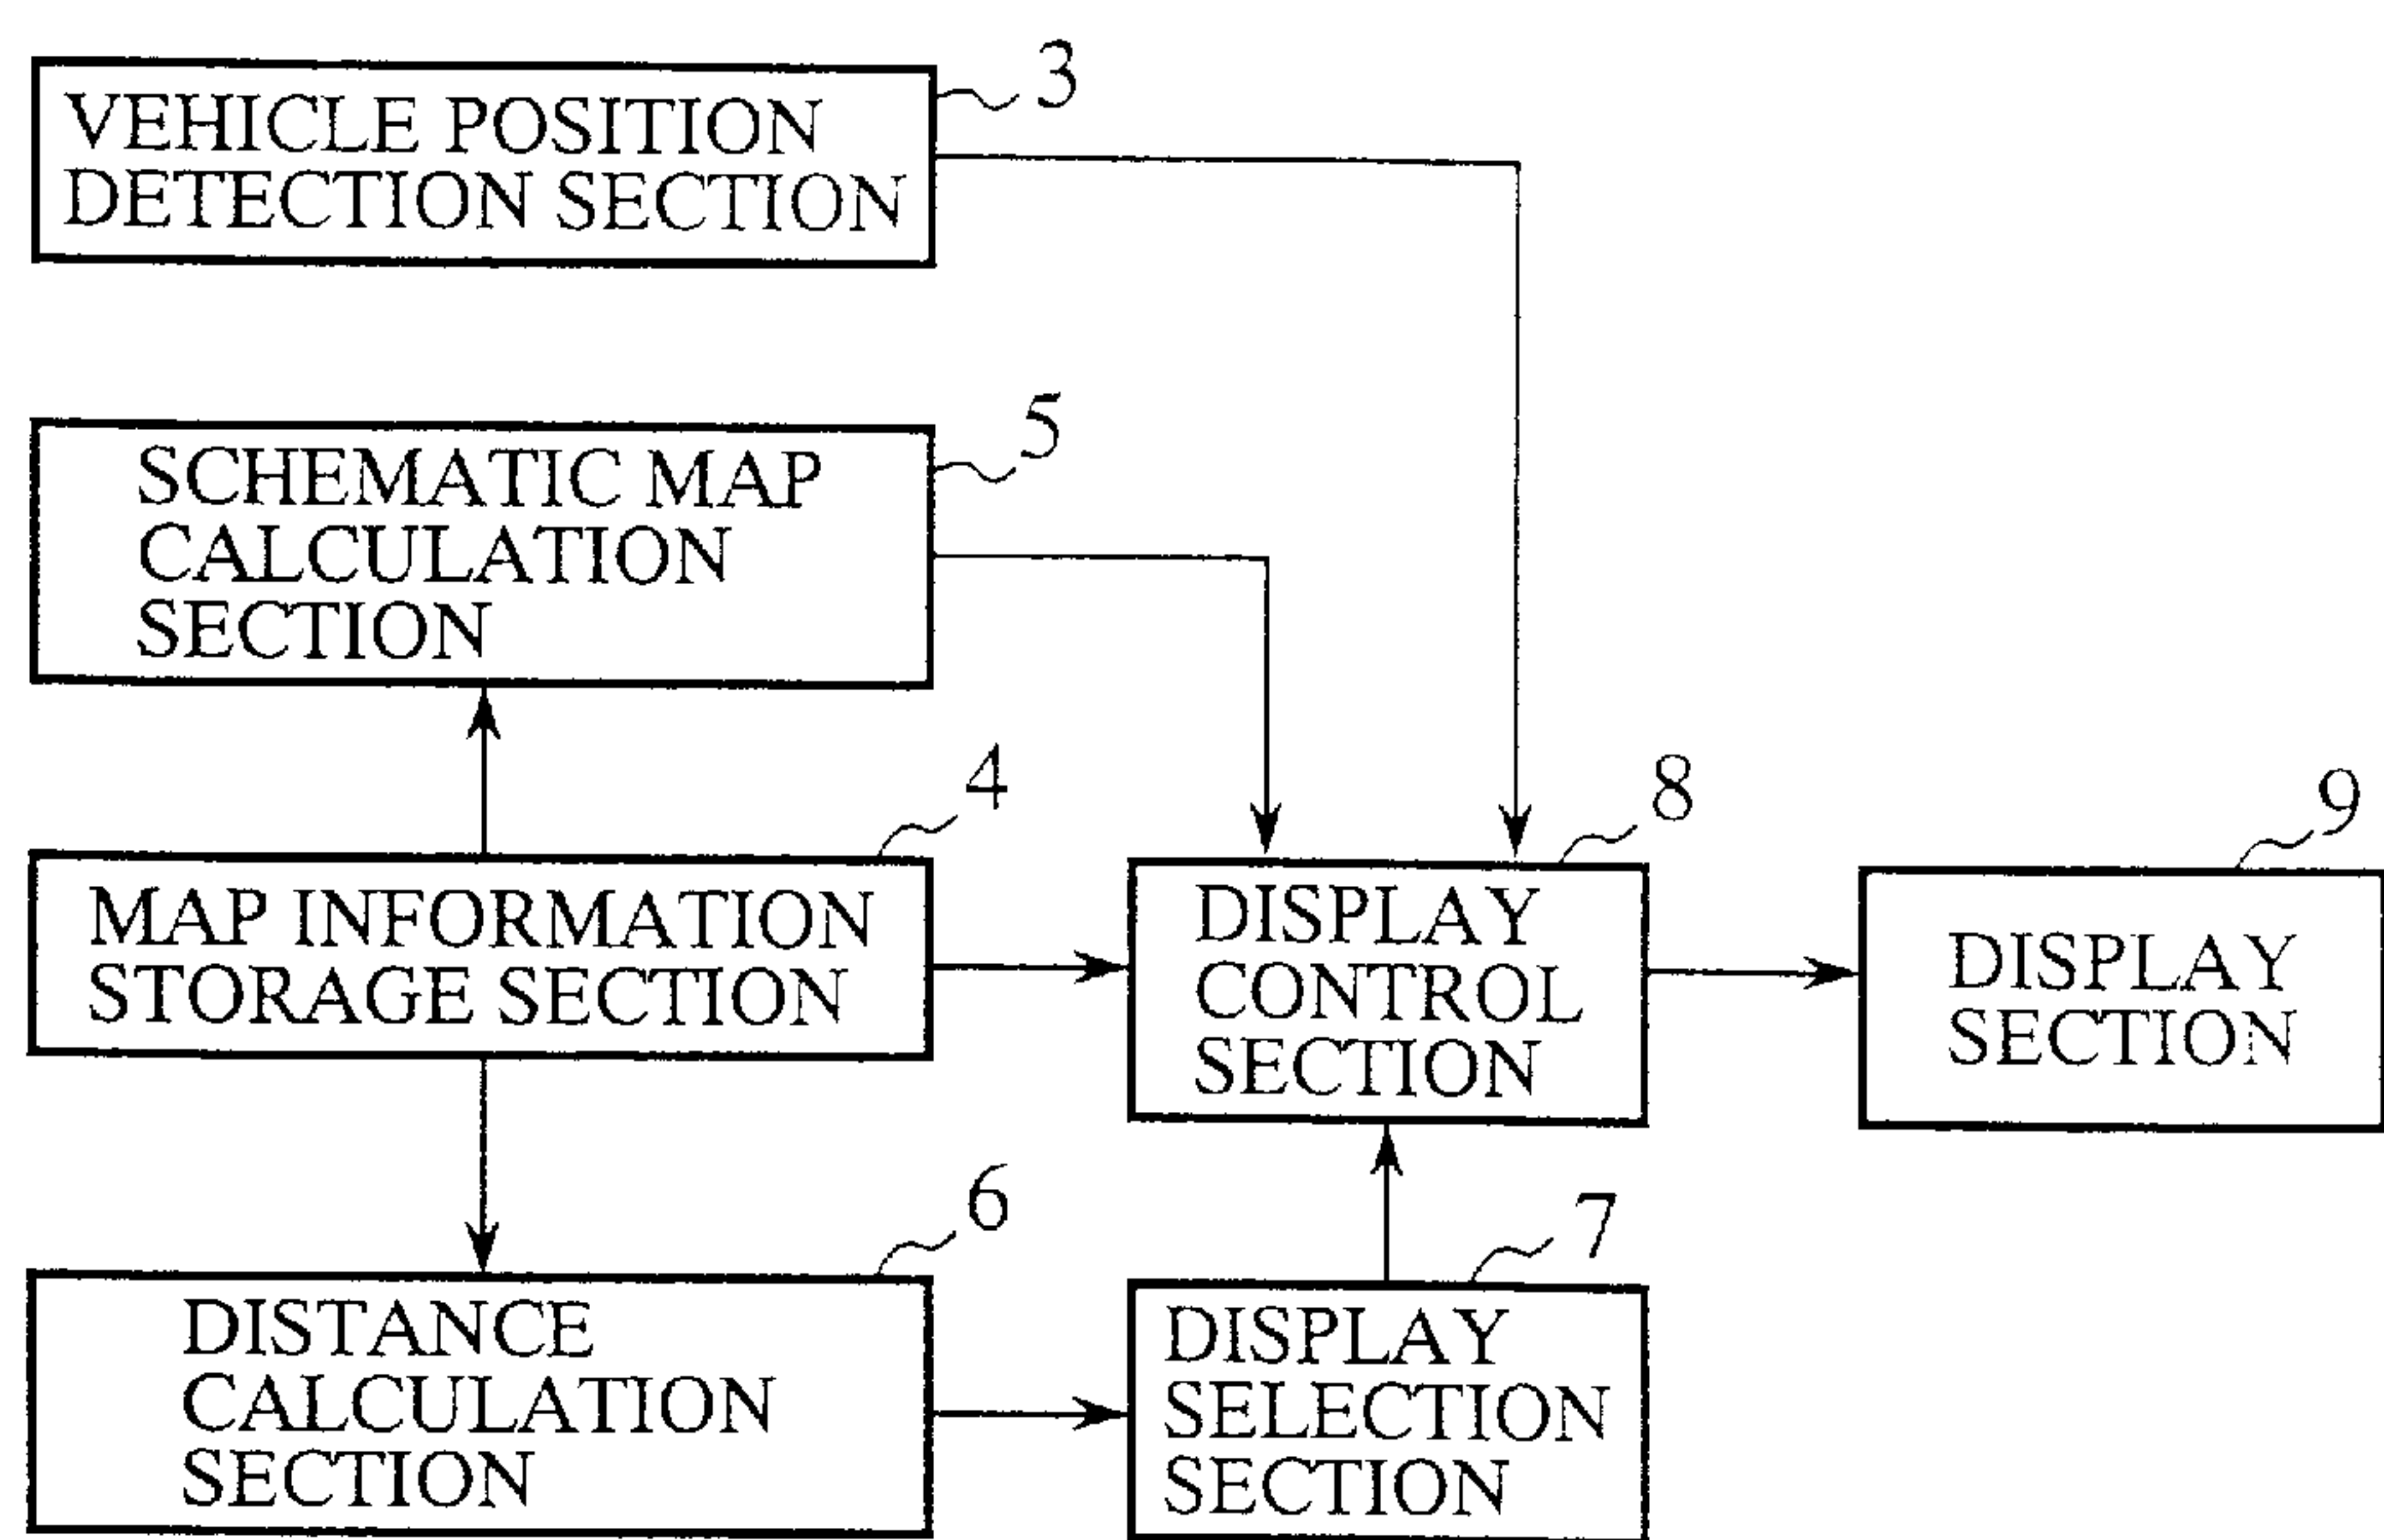 3
VEHICLE POSITION
DETECTION SECTION
5
SCHEMATIC MAP
CALCULATION
SECTION
4
MAP INFORMATION
STORAGE SECTION
8
DISPLAY
CONTROL
SECTION
9
DISPLAY
SECTION
6
DISTANCE
CALCULATION
SECTION
7
DISPLAY
SELECTION
SECTION